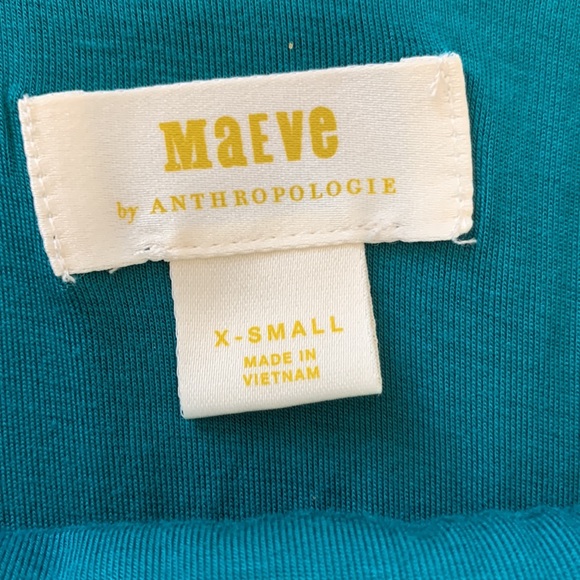 MaEVe
by ANTHROPOLOGIE
X-SMALL
MADE IN
VIETNAM